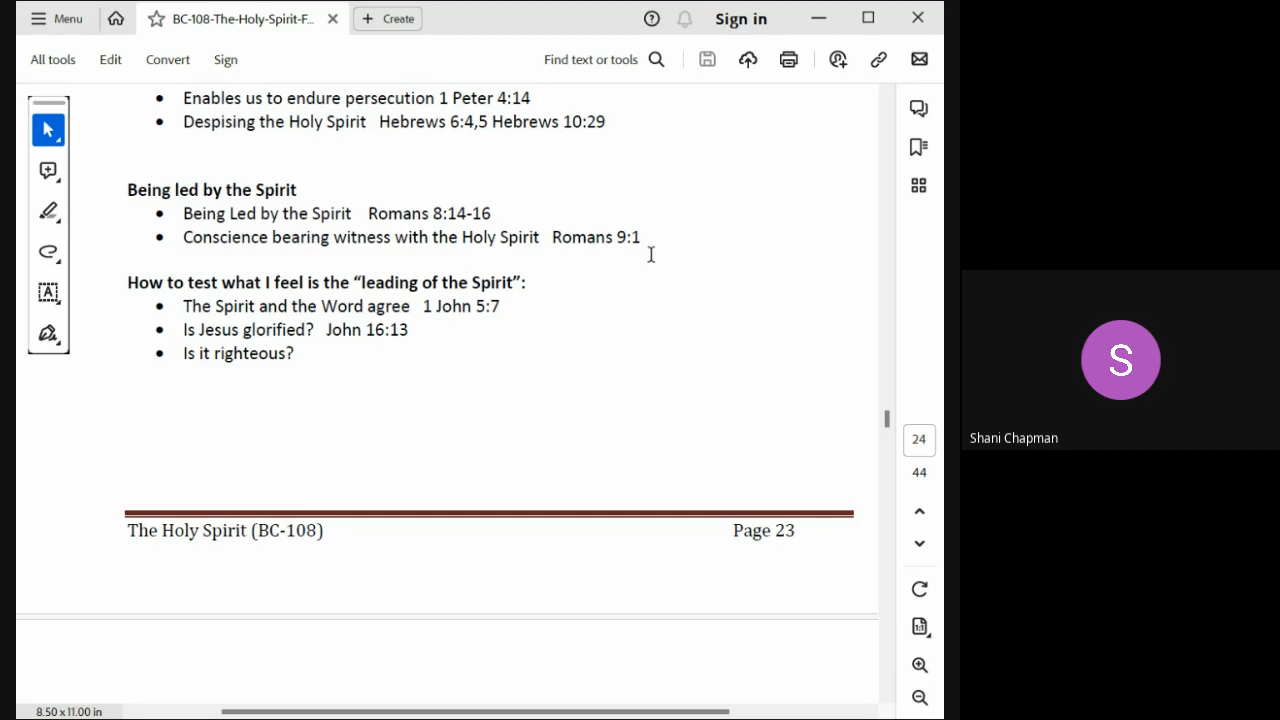 Menu
BC-108-The-Holy-Spirit-F...
Create
Sign in
All tools
Edit
Convert
Sign
Find text or tools
• Enables us to endure persecution 1 Peter 4:14
• Despising the Holy Spirit Hebrews 6:4,5 Hebrews 10:29
Being led by the Spirit
• Being Led by the Spirit Romans 8:14-16
• Conscience bearing witness with the Holy Spirit Romans 9:1
How to test what I feel is the “leading of the Spirit”:
• The Spirit and the Word agree 1 John 5:7
• Is Jesus glorified? John 16:13
• Is it righteous?
The Holy Spirit (BC-108) Page 23
24
44
1:1
8.50 x 11.00 in
S
Shani Chapman